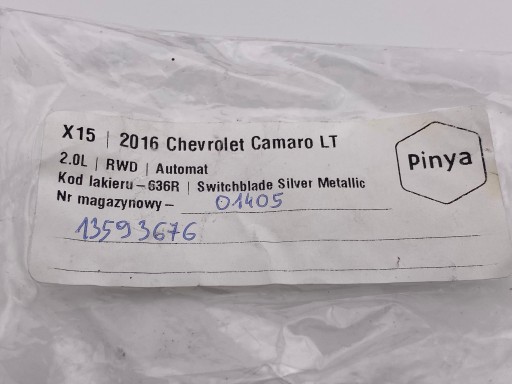 X15 | 2016 Chevrolet Camaro LT
2.0L | RWD | Automat
Kod lakieru – 636R | Switchblade Silver Metallic
Nr magazynowy – 01405
13593676
Pinya